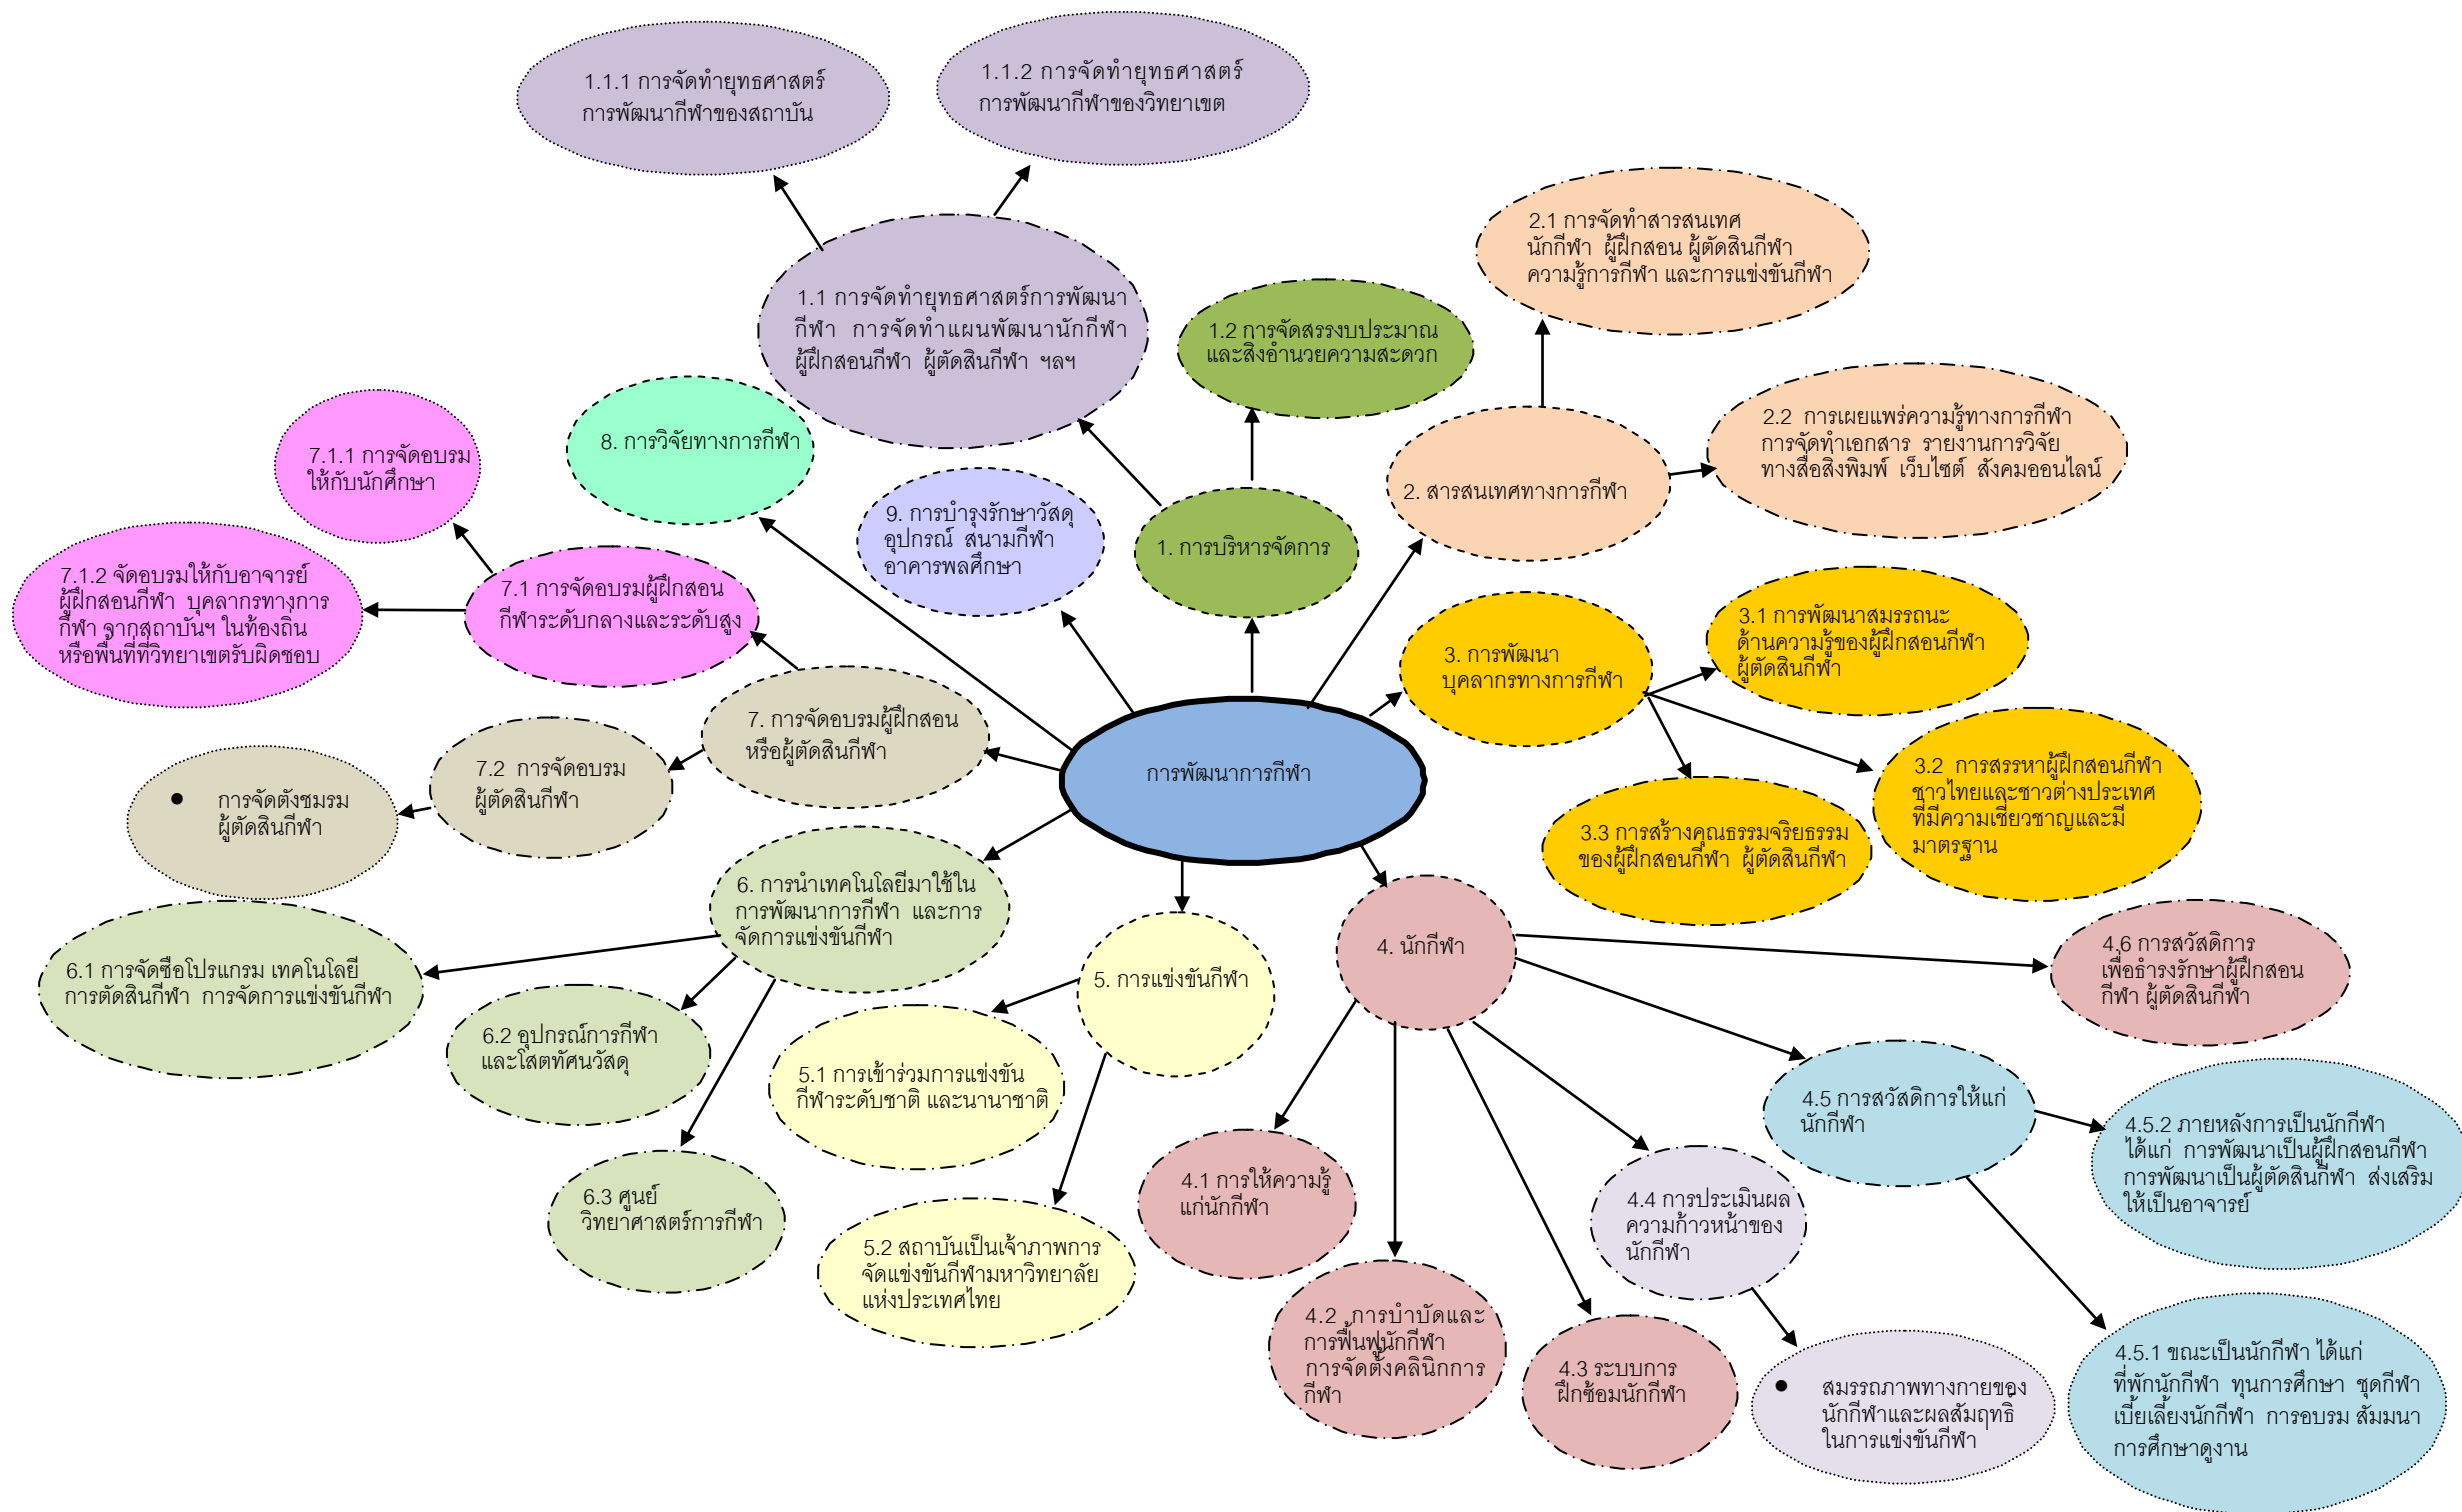 1.1.1 การจัดทำยุทธศาสตร์
การพัฒนากีฬาของสถาบัน
1.1.2 การจัดทำยุทธศาสตร์
การพัฒนากีฬาของวิทยาเขต
1.1 การจัดทำยุทธศาสตร์การพัฒนา
กีฬา การจัดทำแผนพัฒนานักกีฬา
ผู้ฝึกสอนกีฬา ผู้ตัดสินกีฬา ฯลฯ
1.2 การจัดสรรงบประมาณ
และสิ่งอำนวยความสะดวก
2.1 การจัดทำสารสนเทศ
นักกีฬา ผู้ฝึกสอน ผู้ตัดสินกีฬา
ความรู้การกีฬา และการแข่งขันกีฬา
2.2 การเผยแพร่ความรู้ทางการกีฬา
การจัดทำเอกสาร รายงานการวิจัย
ทางสื่อสิ่งพิมพ์ เว็บไซต์ สังคมออนไลน์
2. สารสนเทศทางการกีฬา
8. การวิจัยทางการกีฬา
9. การบำรุงรักษาวัสดุ
อุปกรณ์ สนามกีฬา
อาคารพลศึกษา
1. การบริหารจัดการ
7.1.1 การจัดอบรม
ให้กับนักศึกษา
7.1.2 จัดอบรมให้กับอาจารย์
ผู้ฝึกสอนกีฬา บุคลากรทางการ
กีฬา จากสถาบันฯ ในท้องถิ่น
หรือพื้นที่ที่วิทยาเขตรับผิดชอบ
7.1 การจัดอบรมผู้ฝึกสอน
กีฬาระดับกลางและระดับสูง
3. การพัฒนา
บุคลากรทางการกีฬา
3.1 การพัฒนาสมรรถนะ
ด้านความรู้ของผู้ฝึกสอนกีฬา
ผู้ตัดสินกีฬา
7. การจัดอบรมผู้ฝึกสอน
หรือผู้ตัดสินกีฬา
7.2 การจัดอบรม
ผู้ตัดสินกีฬา
● การจัดตั้งชมรม
ผู้ตัดสินกีฬา
การพัฒนาการกีฬา
3.2 การสรรหาผู้ฝึกสอนกีฬา
ชาวไทยและชาวต่างประเทศ
ที่มีความเชี่ยวชาญและมี
มาตรฐาน
3.3 การสร้างคุณธรรมจริยธรรม
ของผู้ฝึกสอนกีฬา ผู้ตัดสินกีฬา
6. การนำเทคโนโลยีมาใช้ใน
การพัฒนาการกีฬา และการ
จัดการแข่งขันกีฬา
6.1 การจัดซื้อโปรแกรม เทคโนโลยี
การตัดสินกีฬา การจัดการแข่งขันกีฬา
6.2 อุปกรณ์การกีฬา
และโสตทัศนวัสดุ
6.3 ศูนย์
วิทยาศาสตร์การกีฬา
5. การแข่งขันกีฬา
5.1 การเข้าร่วมการแข่งขัน
กีฬาระดับชาติ และนานาชาติ
5.2 สถาบันเป็นเจ้าภาพการ
จัดแข่งขันกีฬามหาวิทยาลัย
แห่งประเทศไทย
4. นักกีฬา
4.6 การสวัสดิการ
เพื่อธำรงรักษาผู้ฝึกสอน
กีฬา ผู้ตัดสินกีฬา
4.5 การสวัสดิการให้แก่
นักกีฬา
4.5.2 ภายหลังการเป็นนักกีฬา
ได้แก่ การพัฒนาเป็นผู้ฝึกสอนกีฬา
การพัฒนาเป็นผู้ตัดสินกีฬา ส่งเสริม
ให้เป็นอาจารย์
4.1 การให้ความรู้
แก่นักกีฬา
4.4 การประเมินผล
ความก้าวหน้าของ
นักกีฬา
4.2 การบำบัดและ
การฟื้นฟูนักกีฬา
การจัดตั้งคลินิกการ
กีฬา
4.3 ระบบการ
ฝึกซ้อมนักกีฬา
● สมรรถภาพทางกายของ
นักกีฬาและผลสัมฤทธิ์
ในการแข่งขันกีฬา
4.5.1 ขณะเป็นนักกีฬา ได้แก่
ที่พักนักกีฬา ทุนการศึกษา ชุดกีฬา
เบี้ยเลี้ยงนักกีฬา การอบรม สัมมนา
การศึกษาดูงาน